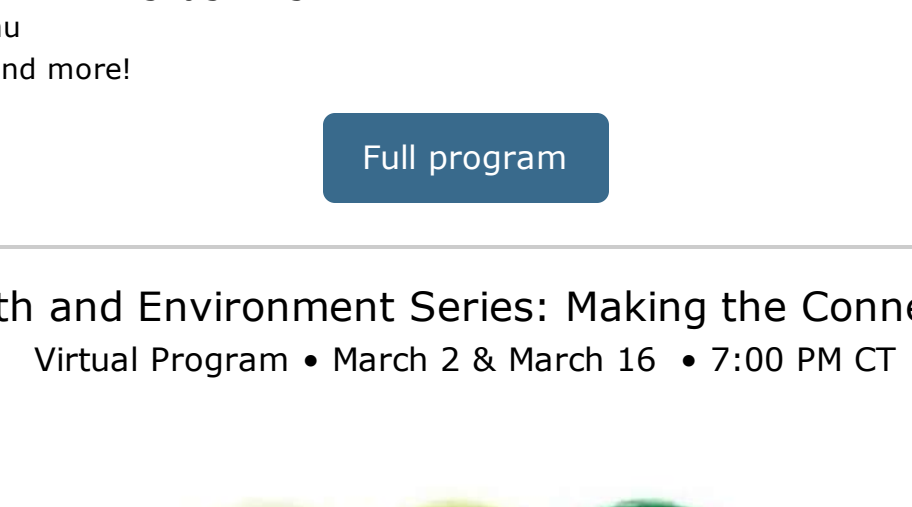 nd more!
Full program
th and Environment Series: Making the Conne
Virtual Program • March 2 & March 16 • 7:00 PM CT